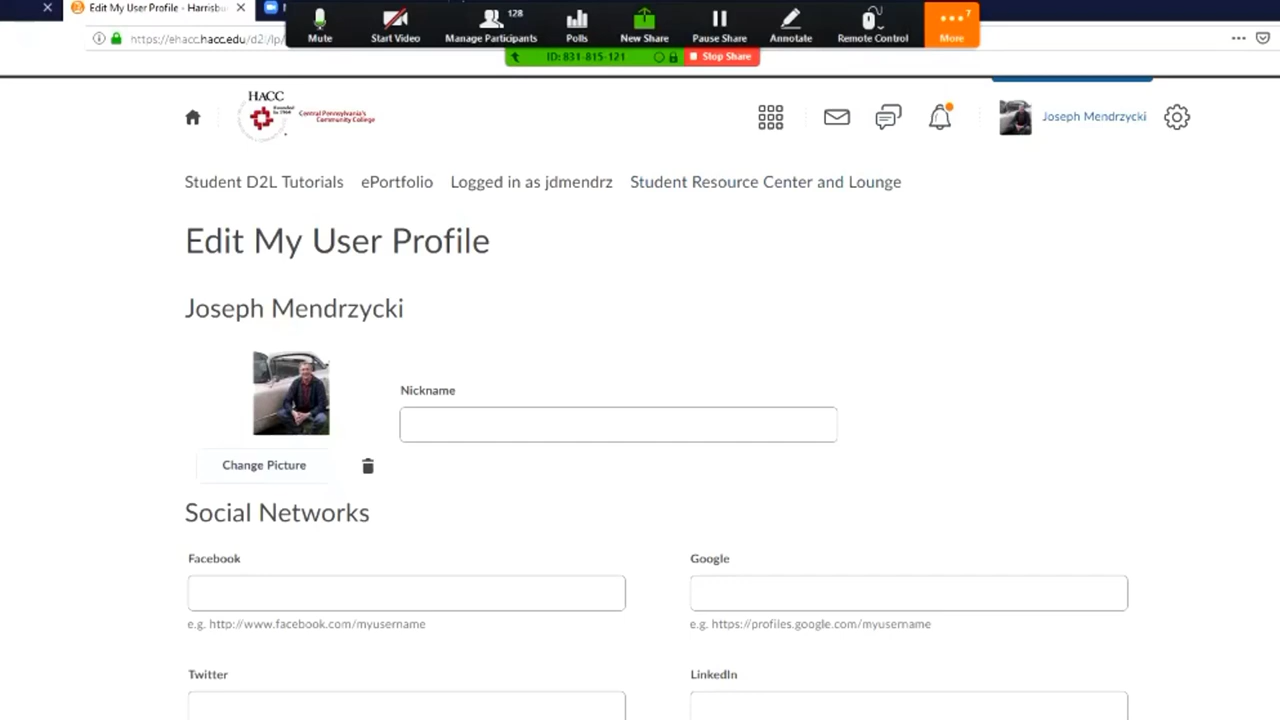 Edit My User Profile - Harrisbu
128
7
Mute
Start Video
Manage Participants
Polls
New Share
Pause Share
Annotate
Remote Control
More
https://ehacc.hacc.edu/d2l/lp/
ID: 831-815-121
Stop Share
HACC
Central Pennsylvania's
Community College
Joseph Mendrzycki
Student D2L Tutorials
ePortfolio
Logged in as jdmendrz
Student Resource Center and Lounge
Edit My User Profile
Joseph Mendrzycki
Nickname
Change Picture
Social Networks
Facebook
Google
e.g. http://www.facebook.com/myusername
e.g. https://profiles.google.com/myusername
Twitter
LinkedIn